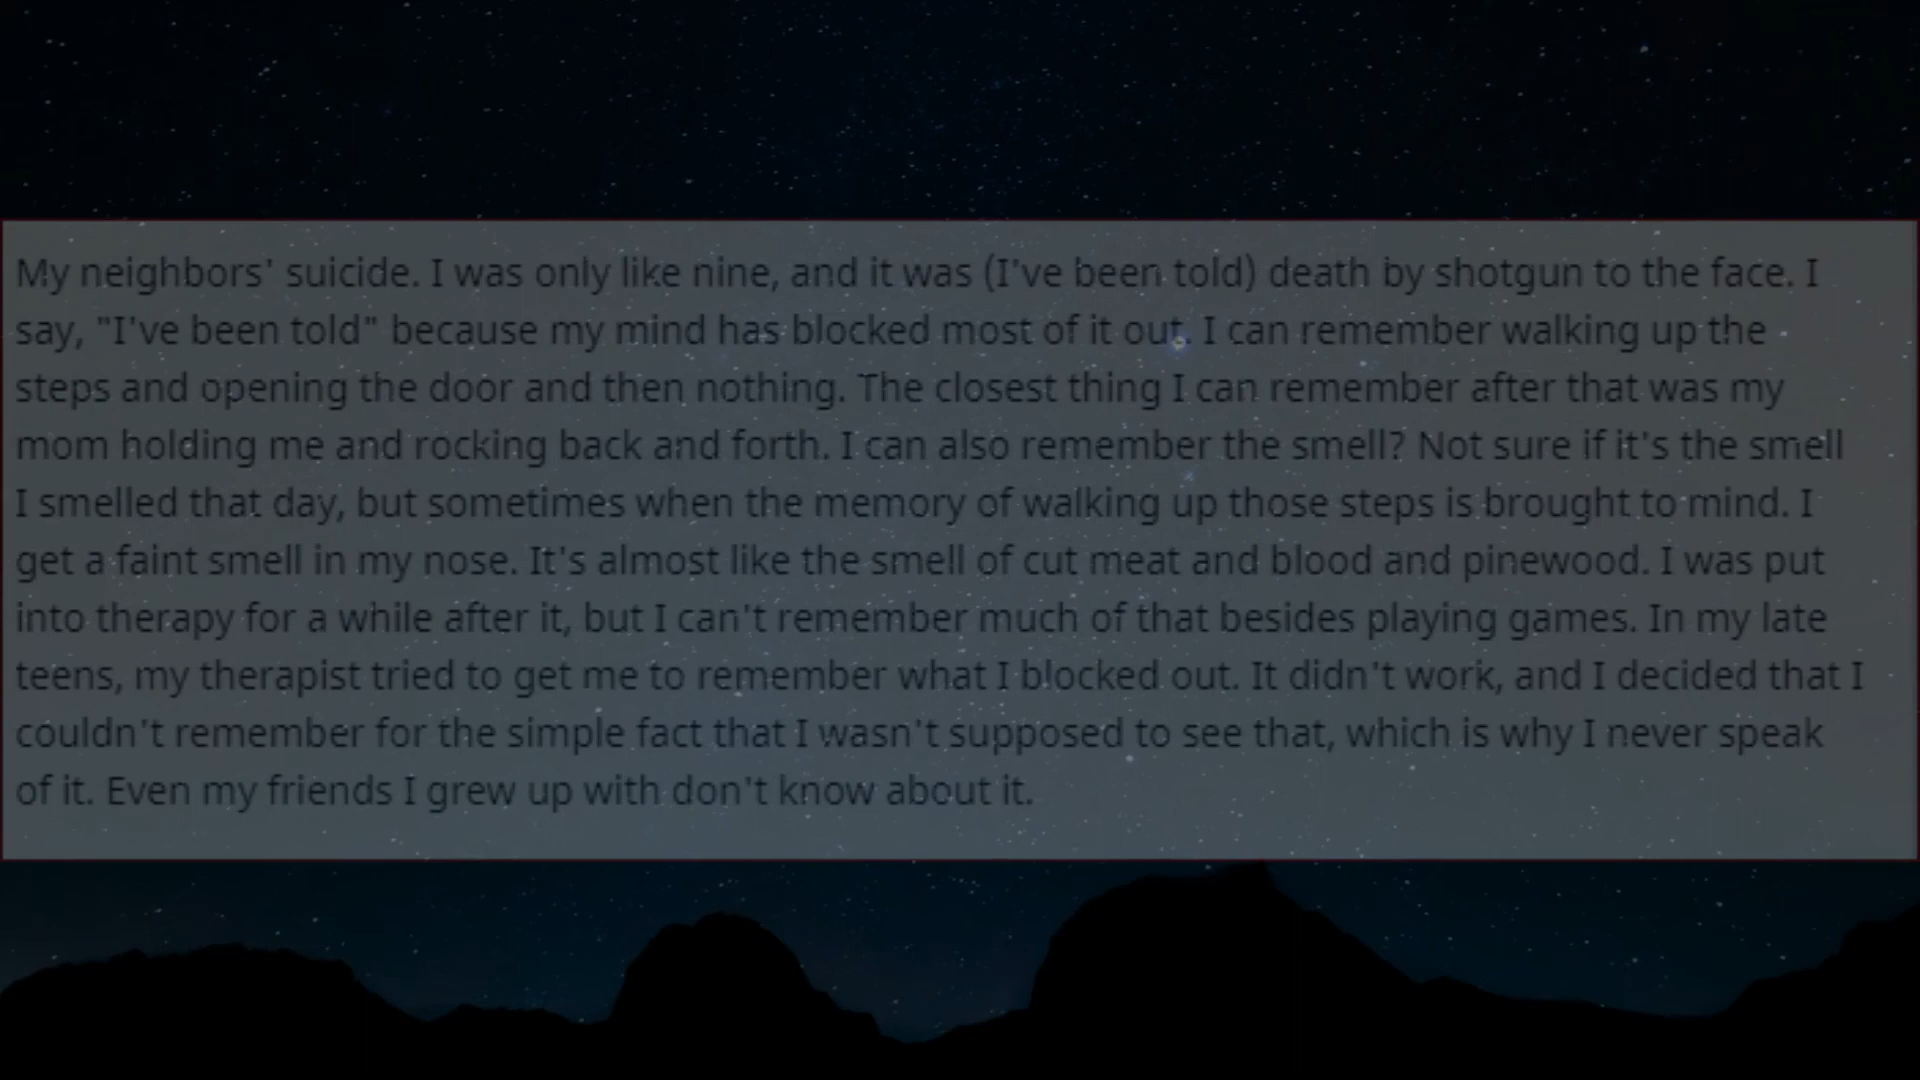 My neighbors' suicide. I was only like nine, and it was (I've been told) death by shotgun to the face. I
say, "I've been told" because my mind has blocked most of it out. I can remember walking up the
steps and opening the door and then nothing. The closest thing I can remember after that was my
mom holding me and rocking back and forth. I can also remember the smell? Not sure if it's the smell
I smelled that day, but sometimes when the memory of walking up those steps is brought to mind. I
get a faint smell in my nose. It's almost like the smell of cut meat and blood and pinewood. I was put
into therapy for a while after it, but I can't remember much of that besides playing games. In my late
teens, my therapist tried to get me to remember what I blocked out. It didn't work, and I decided that I
couldn't remember for the simple fact that I wasn't supposed to see that, which is why I never speak
of it. Even my friends I grew up with don't know about it.